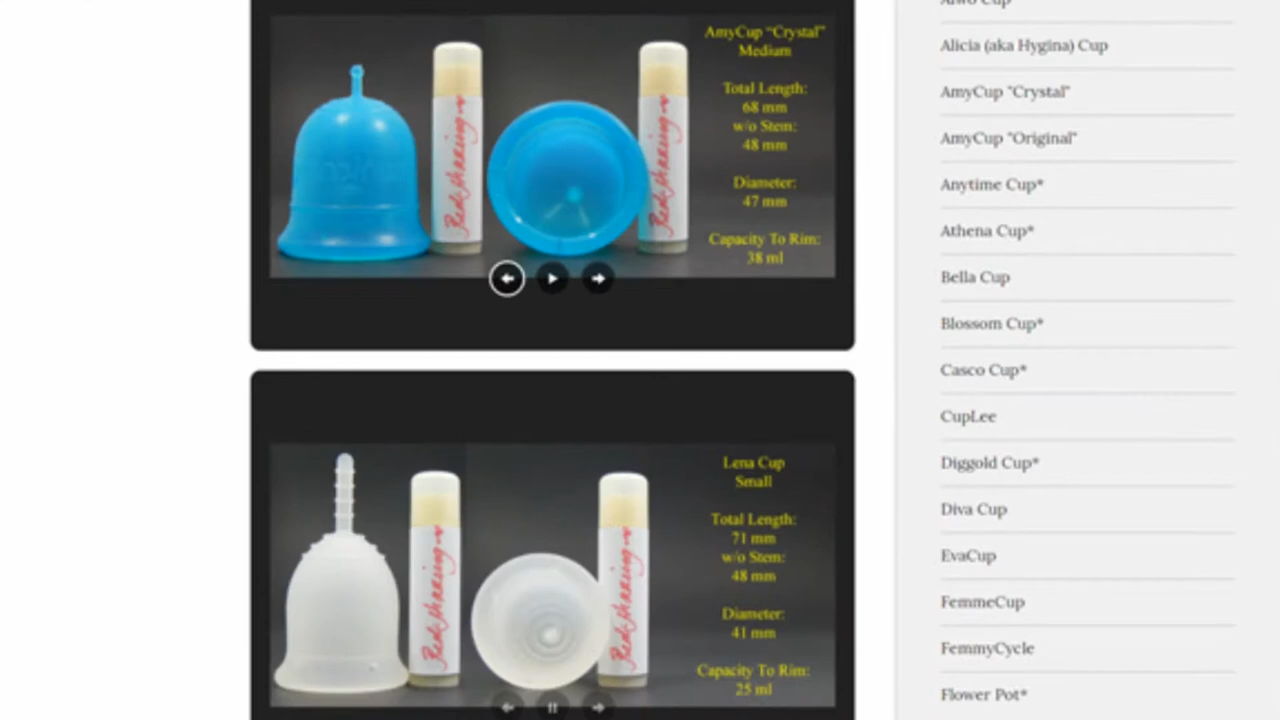 AmyCup "Crystal"
Medium
Total Length:
68 mm
w/o Stem:
48 mm
Diameter:
47 mm
Capacity To Rim:
38 ml
Lena Cup
Small
Total Length:
71 mm
w/o Stem:
48 mm
Diameter:
41 mm
Capacity To Rim:
25 ml
Alicia (aka Hygina) Cup
AmyCup "Crystal"
AmyCup "Original"
Anytime Cup*
Athena Cup*
Bella Cup
Blossom Cup*
Casco Cup*
CupLee
Diggold Cup*
Diva Cup
EvaCup
FemmeCup
FemmyCycle
Flower Pot*